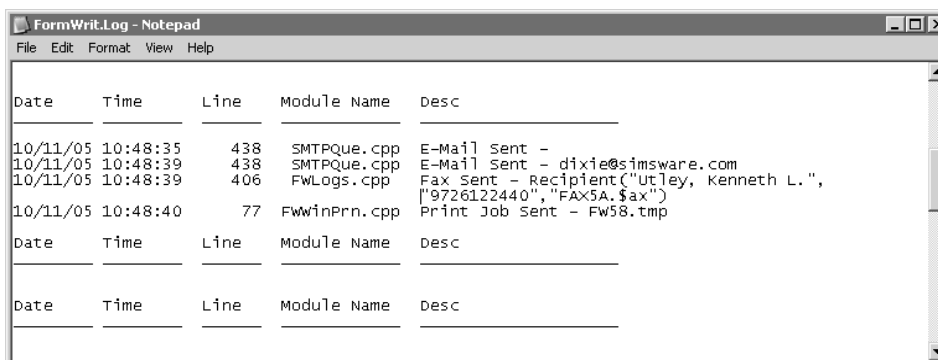 FormWrit.Log - Notepad
File Edit Format View Help
Date Time Line Module Name Desc
10/11/05 10:48:35 438 SMTPQue.cpp E-Mail Sent -
10/11/05 10:48:39 438 SMTPQue.cpp E-Mail Sent - dixie@simsware.com
10/11/05 10:48:39 406 FWLogs.cpp Fax Sent - Recipient("Utley, Kenneth L.",
"9726122440","FAX5A.$ax")
10/11/05 10:48:40 77 FWWinPrn.cpp Print Job Sent - FW58.tmp
Date Time Line Module Name Desc
Date Time Line Module Name Desc